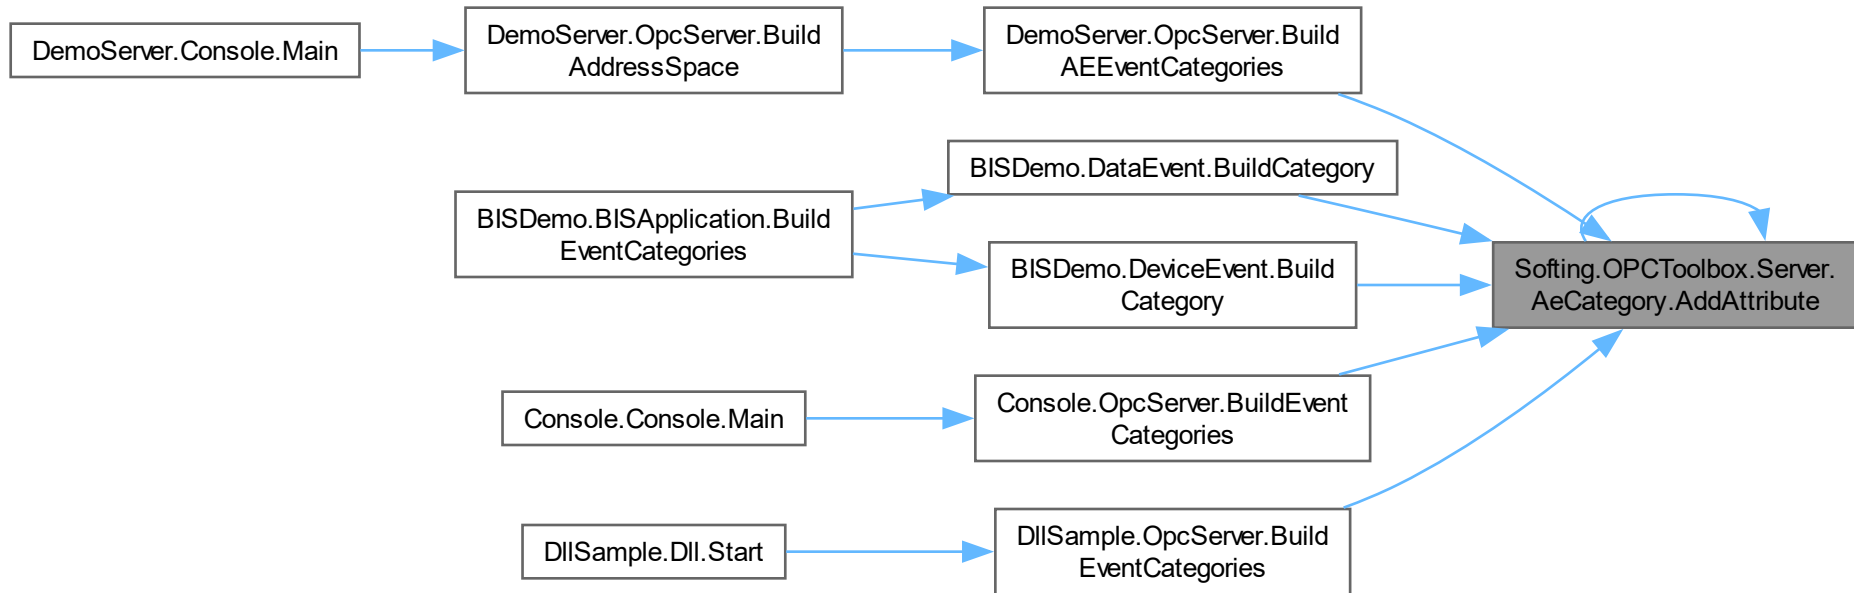 DemoServer.Console.Main
DemoServer.OpcServer.Build
AddressSpace
DemoServer.OpcServer.Build
AEEventCategories
BISDemo.DataEvent.BuildCategory
BISDemo.BISApplication.Build
EventCategories
BISDemo.DeviceEvent.Build
Category
Softing.OPCToolbox.Server.
AeCategory.AddAttribute
Console.Console.Main
Console.OpcServer.BuildEvent
Categories
DllSample.Dll.Start
DllSample.OpcServer.Build
EventCategories